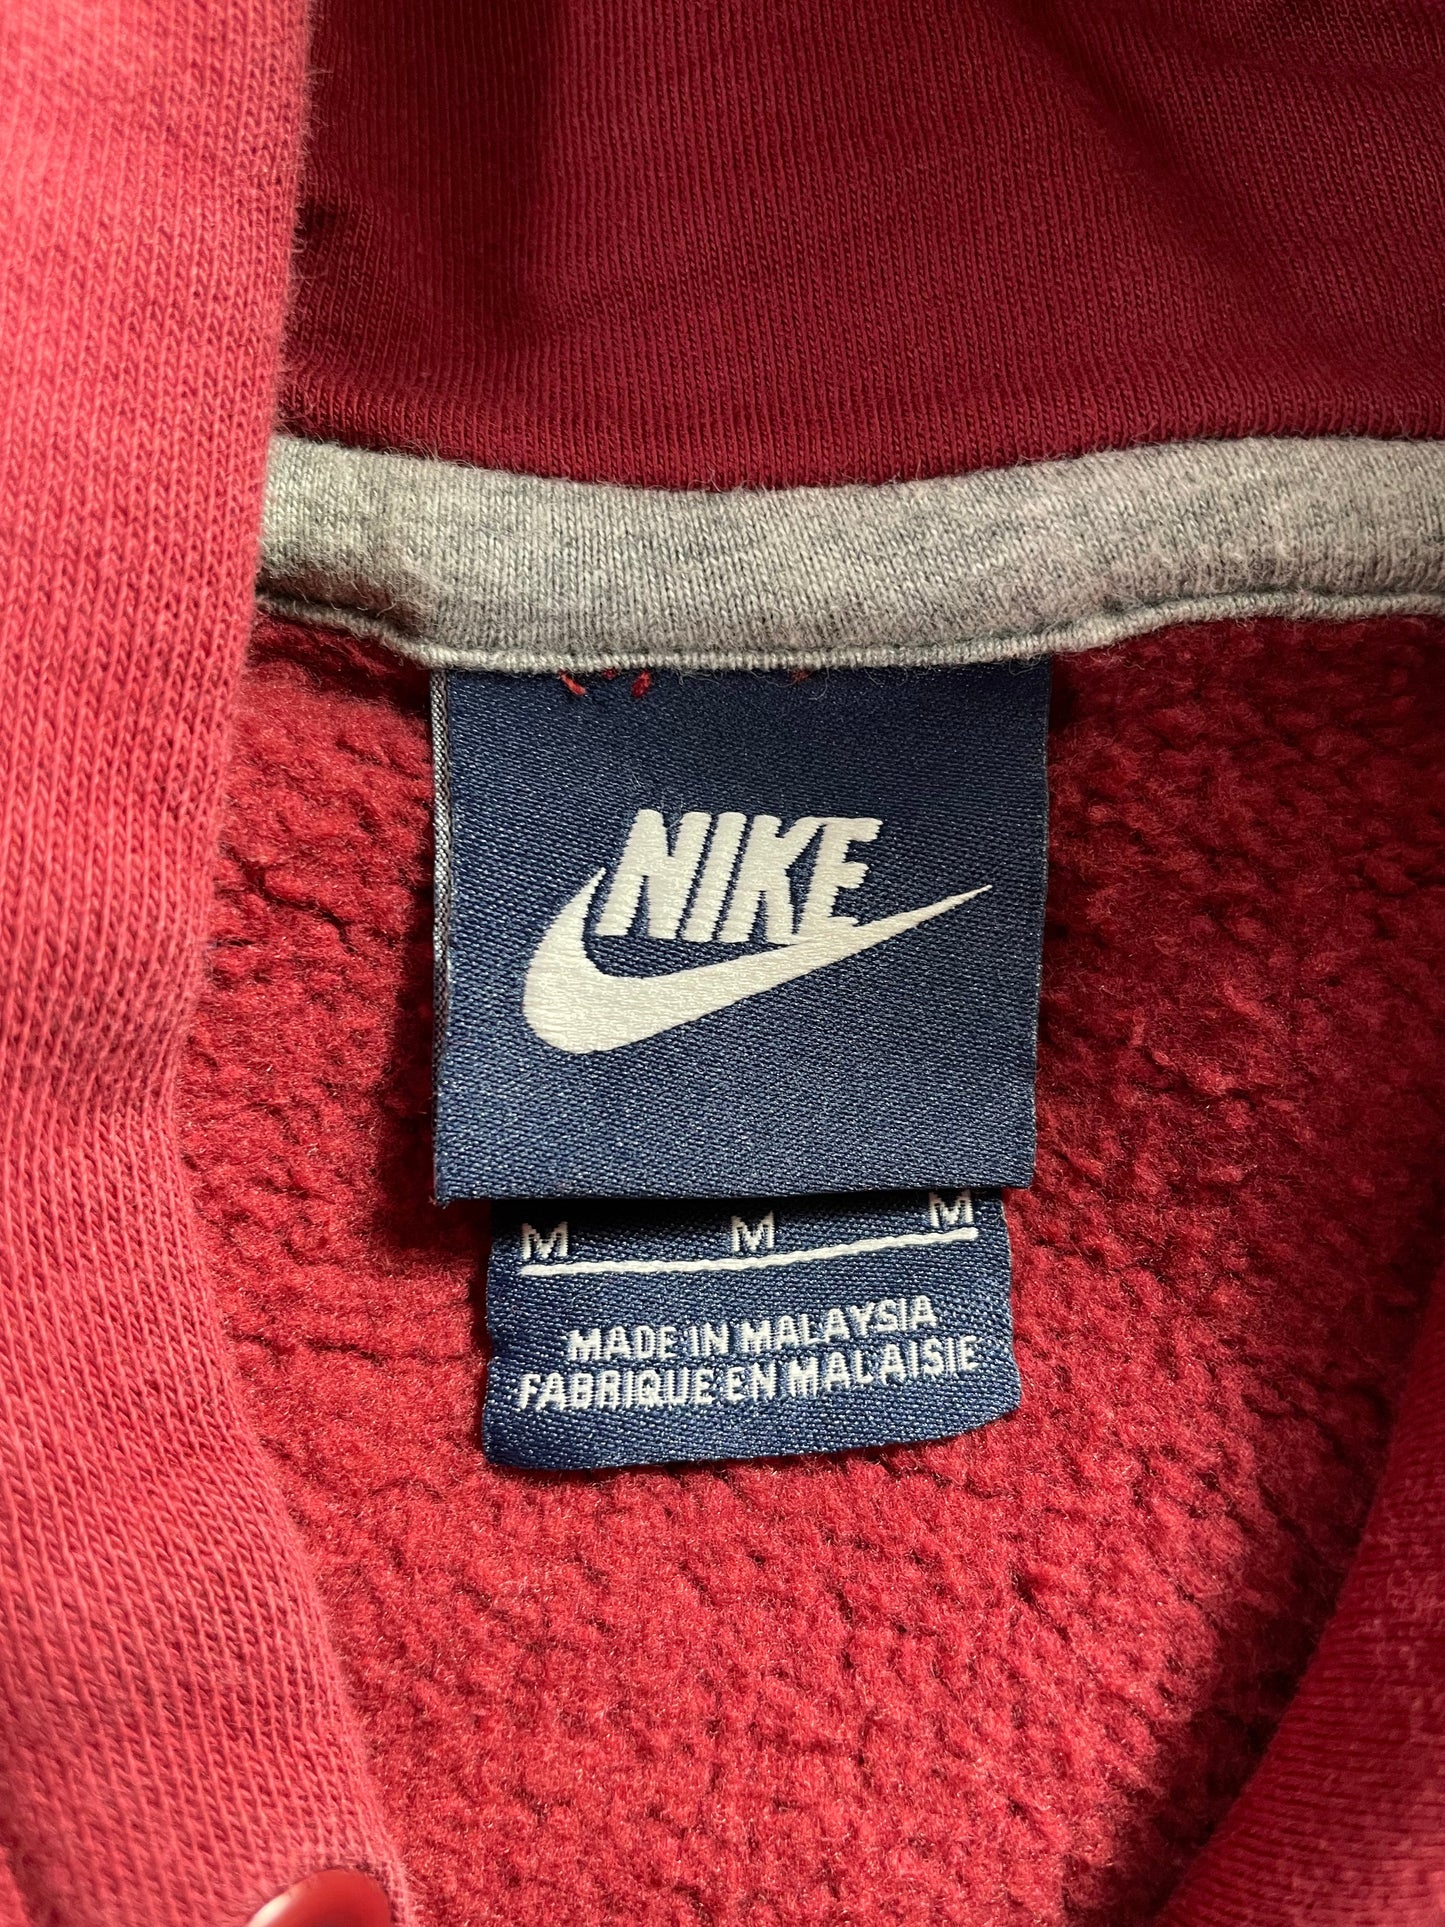 NIKE
M M M
MADE IN MALAYSIA
FABRIQUE EN MALAISIE